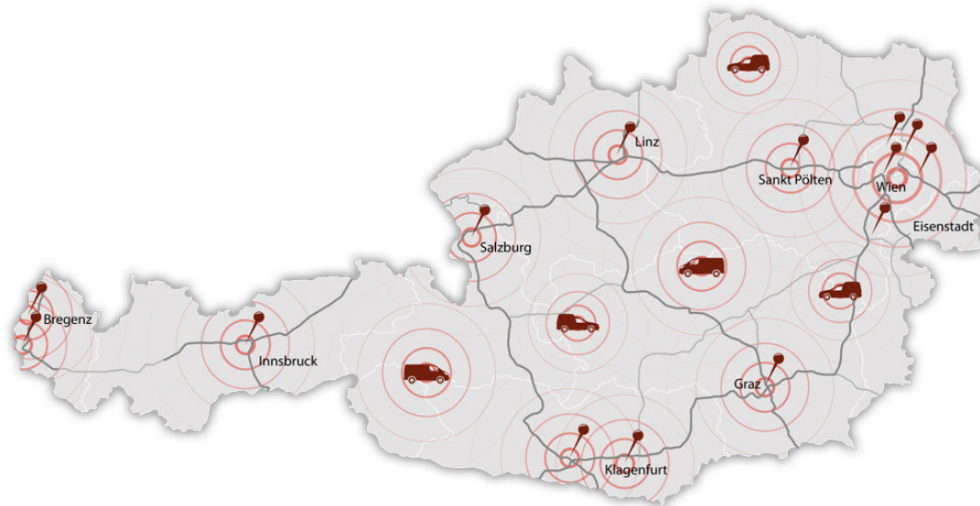 Linz
Sankt Pölten
Wien
Eisenstadt
Salzburg
Bregenz
Innsbruck
Graz
Klagenfurt